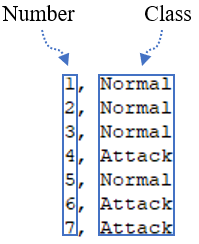 Number Class
1, Normal
2, Normal
3, Normal
4, Attack
5, Normal
6, Attack
7, Attack